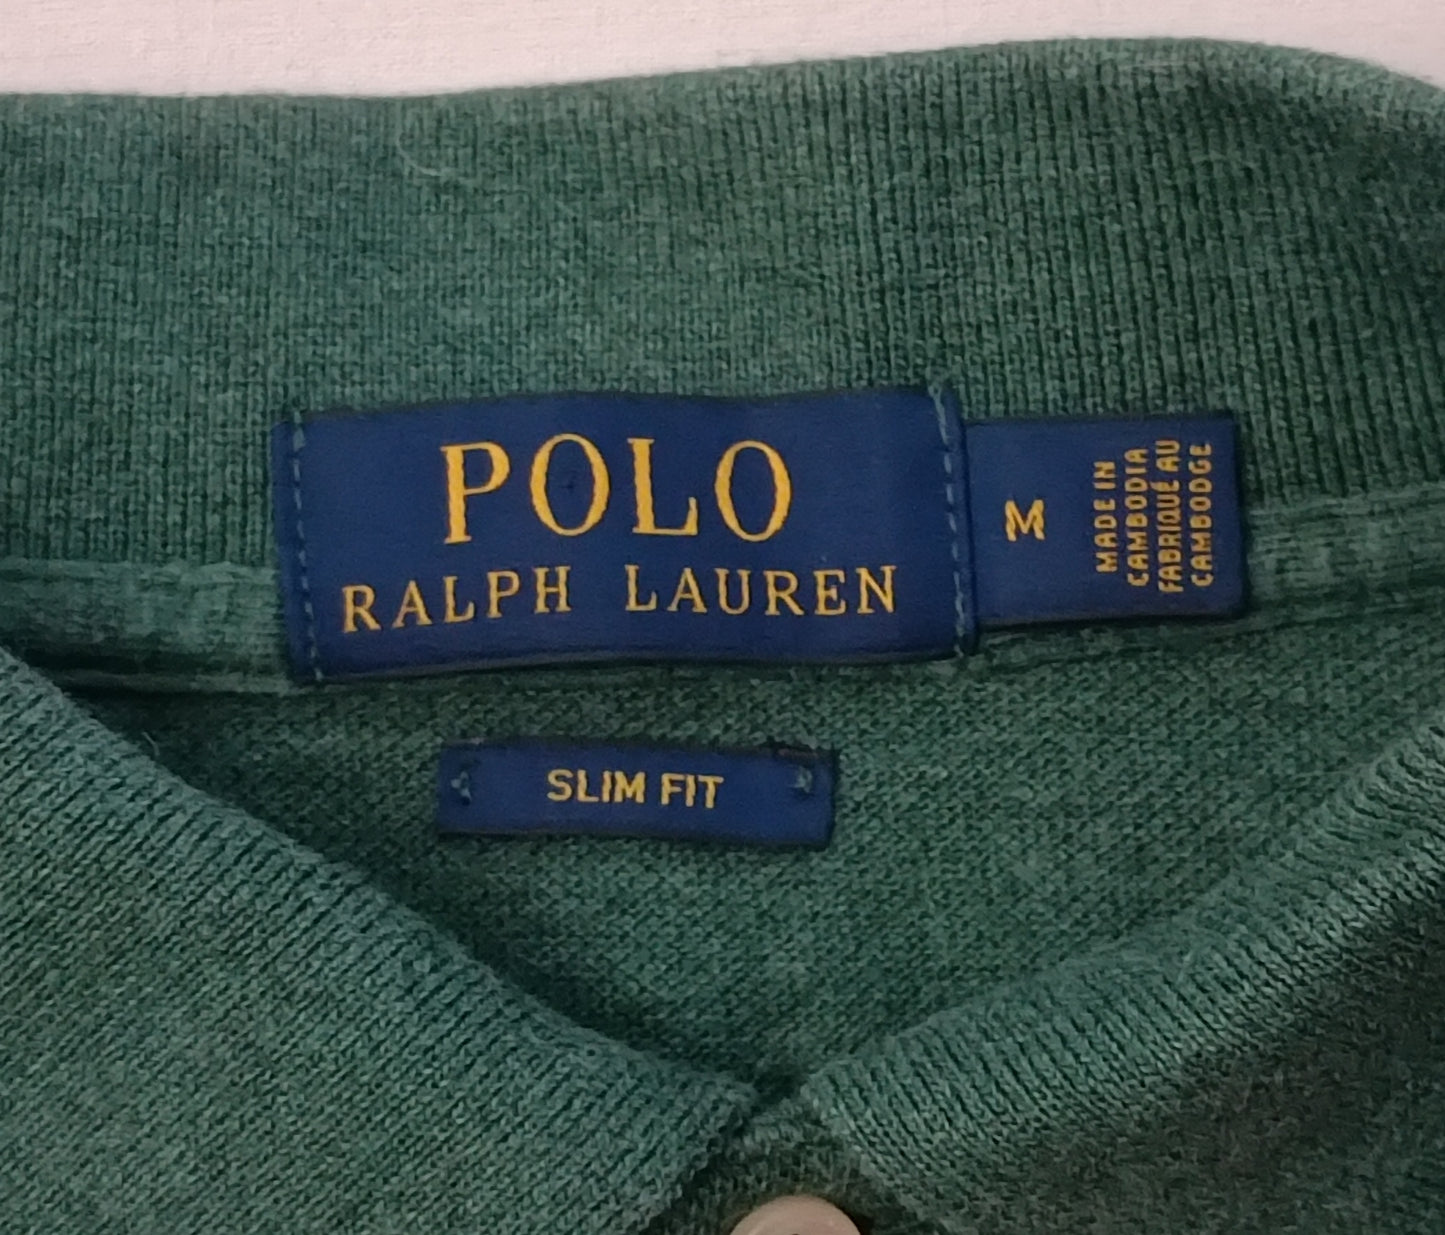 POLO
RALPH LAUREN
M
MADE IN
CAMBODIA
FABRIQUÉ AU
CAMBODGE
SLIM FIT